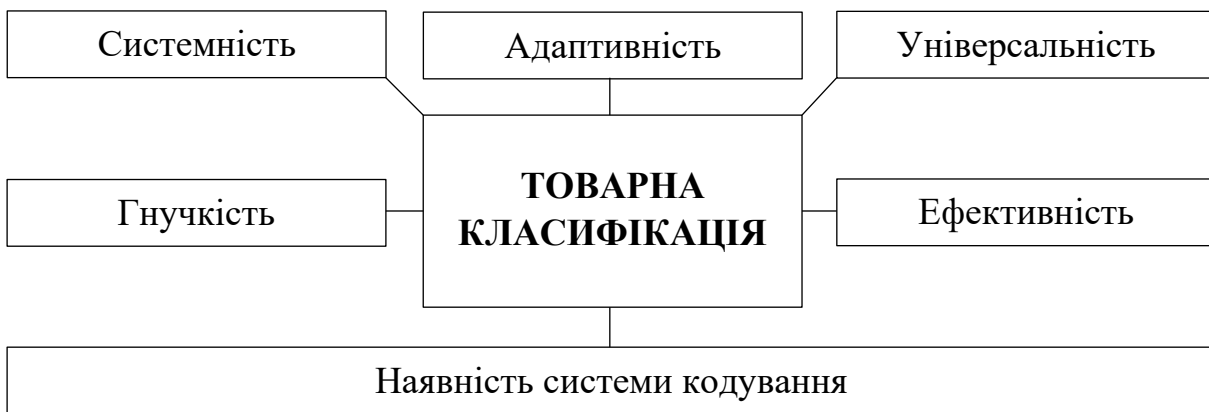 Системність
Адаптивність
Універсальність
ТОВАРНА
КЛАСИФІКАЦІЯ
Гнучкість
Ефективність
Наявність системи кодування